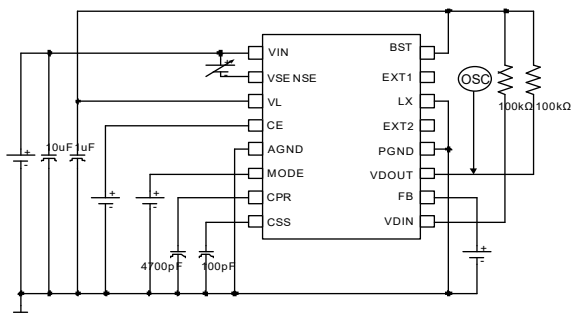 VIN
VSENSE
VL
CE
AGND
MODE
CPR
CSS
BST
EXT1
LX
EXT2
PGND
VDOUT
FB
VDIN
OSC
100kΩ
100kΩ
10uF
1uF
4700pF
100pF
+
-
+
-
+
-
+
-
+
-